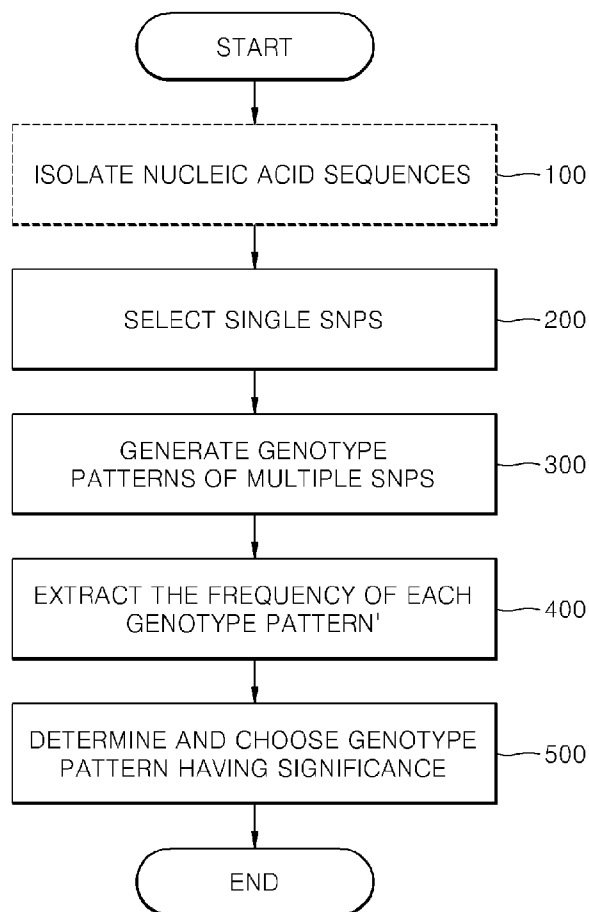 START
ISOLATE NUCLEIC ACID SEQUENCES
100
SELECT SINGLE SNPS
200
GENERATE GENOTYPE
PATTERNS OF MULTIPLE SNPS
300
EXTRACT THE FREQUENCY OF EACH
GENOTYPE PATTERN'
400
DETERMINE AND CHOOSE GENOTYPE
PATTERN HAVING SIGNIFICANCE
500
END